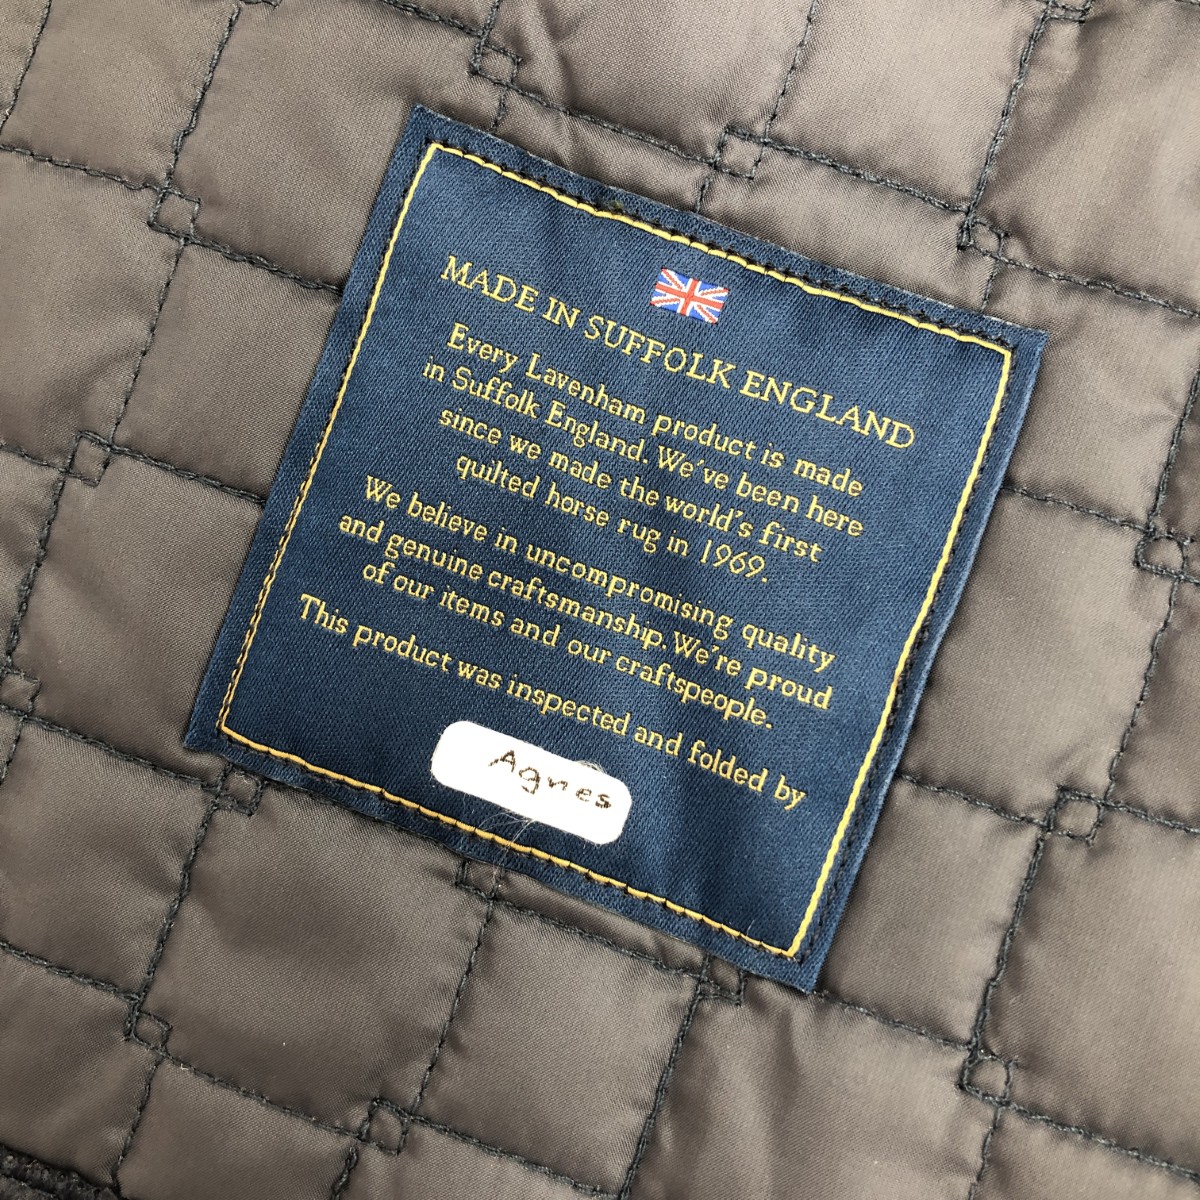 MADE IN SUFFOLK ENGLAND
Every Lavenham product is made
in Suffolk England. We've been here
since we made the world's first
quilted horse rug in 1969.
We believe in uncompromising quality
and genuine craftsmanship. We're proud
of our items and our craftspeople.
This product was inspected and folded by
Agnes